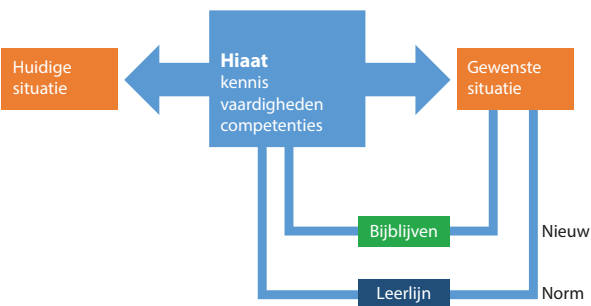 Huidige
situatie
Hiaat
kennis
vaardigheden
competenties
Gewenste
situatie
Bijblijven
Nieuw
Leerlijn
Norm